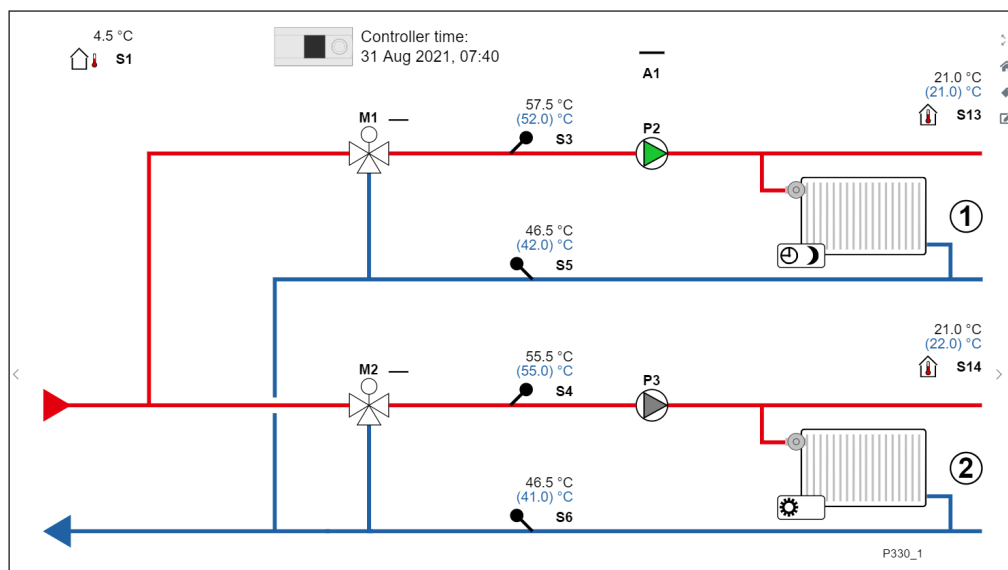 4.5 °C
S1
Controller time:
31 Aug 2021, 07:40
A1
21.0 °C
(21.0) °C
S13
M1
57.5 °C
(52.0) °C
S3
P2
1
46.5 °C
(42.0) °C
S5
21.0 °C
(22.0) °C
S14
M2
55.5 °C
(55.0) °C
S4
P3
2
46.5 °C
(41.0) °C
S6
P330_1